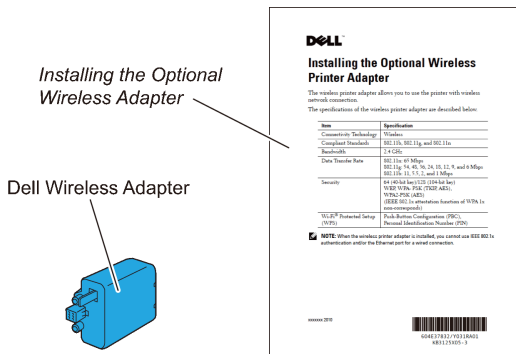 Installing the Optional
Wireless Adapter
Dell Wireless Adapter
DELL™
Installing the Optional Wireless
Printer Adapter
The wireless printer adapter allows you to use the printer with wireless
network connection.
The specifications of the wireless printer adapter are described below:
Item Specification
Connectivity Technology Wireless
Compliant Standards 802.11b, 802.11g, and 802.11n
Bandwidth 2.4 GHz
Data Transfer Rate 802.11n: 65 Mbps
802.11g: 54, 48, 36, 24, 18, 12, 9, and 6 Mbps
802.11b: 11, 5.5, 2, and 1 Mbps
Security 64 (40-bit key)/128 (104-bit key)
WEP, WPA- PSK (TKIP, AES),
WPA2-PSK (AES)
(IEEE 802.1x attestation function of WPA 1x
non-corresponds)
Wi-Fi® Protected Setup Push-Button Configuration (PBC),
(WPS) Personal Identification Number (PIN)
NOTE: When the wireless printer adapter is installed, you cannot use IEEE 802.1x
authentication and/or the Ethernet port for a wired connection.
xxxxxxx 2010
604E37832/Y031RA01
KB3125X05-3